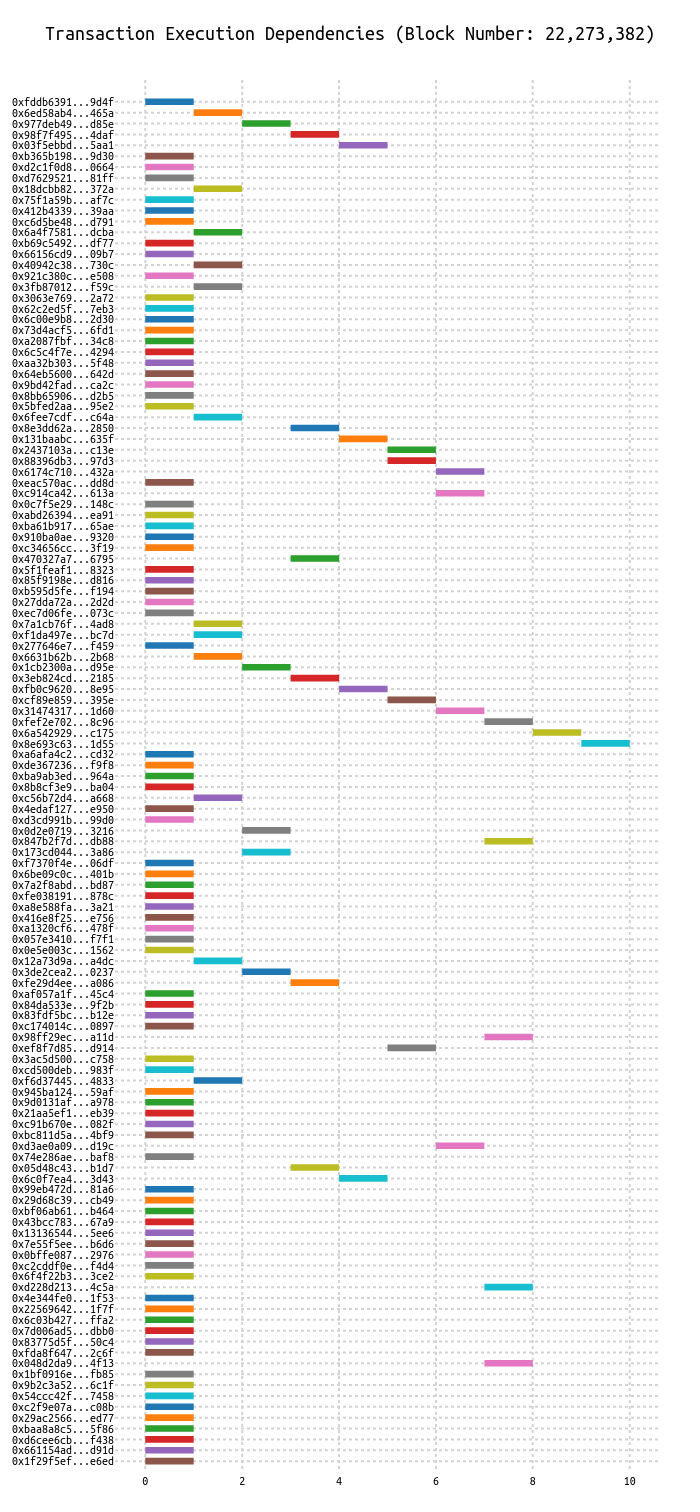 Transaction Execution Dependencies (Block Number: 22,273,382)
0xfddb6391...9d4f
0x6ed58ab4...465a
0x977deb49...d85e
0x98f7f495...4daf
0x03f5ebbd...5aa1
0xb365b198...9d30
0xd2c1f0d8...0664
0xd7629521...81ff
0x18dcbb82...372a
0x75f1a59b...af7c
0x412b4339...39aa
0xc6d5be48...d791
0x6a4f7581...dcba
0xb69c5492...df77
0x66156cd9...09b7
0x40942c38...730c
0x921c380c...e508
0x3fb87012...f59c
0x3063e769...2a72
0x62c2ed5f...7eb3
0x6c00e9b8...2d30
0x73d4acf5...6fd1
0xa2087fbf...34c8
0x6c5c4f7e...4294
0xaa32b303...5f48
0x64eb5600...642d
0x9bd42fad...ca2c
0x8bb65906...d2b5
0x5bfed2aa...95e2
0x6fee7cdf...c64a
0x8e3dd62a...2850
0x131baabc...635f
0x2437103a...c13e
0x88396db3...97d3
0x6174c710...432a
0xeac570ac...dd8d
0xc914ca42...613a
0x0c7f5e29...148c
0xabd26394...ea91
0xba61b917...65ae
0x910ba0ae...9320
0xc34656cc...3f19
0x470327a7...6795
0x5f1feaf1...8323
0x85f9198e...d816
0xb595d5fe...f194
0x27dda72a...2d2d
0xec7d06fe...073c
0x7a1cb76f...4ad8
0xf1da497e...bc7d
0x277646e7...f459
0x6631b62b...2b68
0x1cb2300a...d95e
0x3eb824cd...2185
0xfb0c9620...8e95
0xcf89e859...395e
0x31474317...1d60
0xfef2e702...8c96
0x6a542929...c175
0x8e693c63...1d55
0xa6afa4c2...cd32
0xde367236...f9f8
0xba9ab3ed...964a
0x8b8cf3e9...ba04
0xc56b72d4...a668
0x4edaf127...e950
0xd3cd991b...99d0
0x0d2e0719...3216
0x847b2f7d...db88
0x173cd044...3a86
0xf7370f4e...06df
0x6be09c0c...401b
0x7a2f8abd...bd87
0xfe038191...878c
0xa8e588fa...3a21
0x416e8f25...e756
0xa1320cf6...478f
0x057e3410...f7f1
0x0e5e003c...1562
0x12a73d9a...a4dc
0x3de2cea2...0237
0xfe29d4ee...a086
0xaf057a1f...45c4
0x84da533e...9f2b
0x83fdf5bc...b12e
0xc174014c...0897
0x98ff29ec...a11d
0xef8f7d85...d914
0x3ac5d500...c758
0xcd500deb...983f
0xf6d37445...4833
0x945ba124...59af
0x9d0131af...a978
0x21aa5ef1...eb39
0xc91b670e...082f
0xbc811d5a...4bf9
0xd3ae0a09...d19c
0x74e286ae...baf8
0x05d48c43...b1d7
0x6c0f7ea4...3d43
0x99eb472d...81a6
0x29d68c39...cb49
0xbf06ab61...b464
0x43bcc783...67a9
0x13136544...5ee6
0x7e55f5ee...b6d6
0x0bffe087...2976
0xc2cddf0e...f4d4
0x6f4f22b3...3ce2
0xd228d213...4c5a
0x4e344fe0...1f53
0x22569642...1f7f
0x6c03b427...ffa2
0x7d006ad5...dbb0
0x83775d5f...50c4
0xfda8f647...2c6f
0x048d2da9...4f13
0x1bf0916e...fb85
0x9b2c3a52...6c1f
0x54ccc42f...7458
0xc2f9e07a...c08b
0x29ac2566...ed77
0xbaa8a8c5...5f86
0xd6cee6cb...f438
0x661154ad...d91d
0x1f29f5ef...e6ed
0 2 4 6 8 10